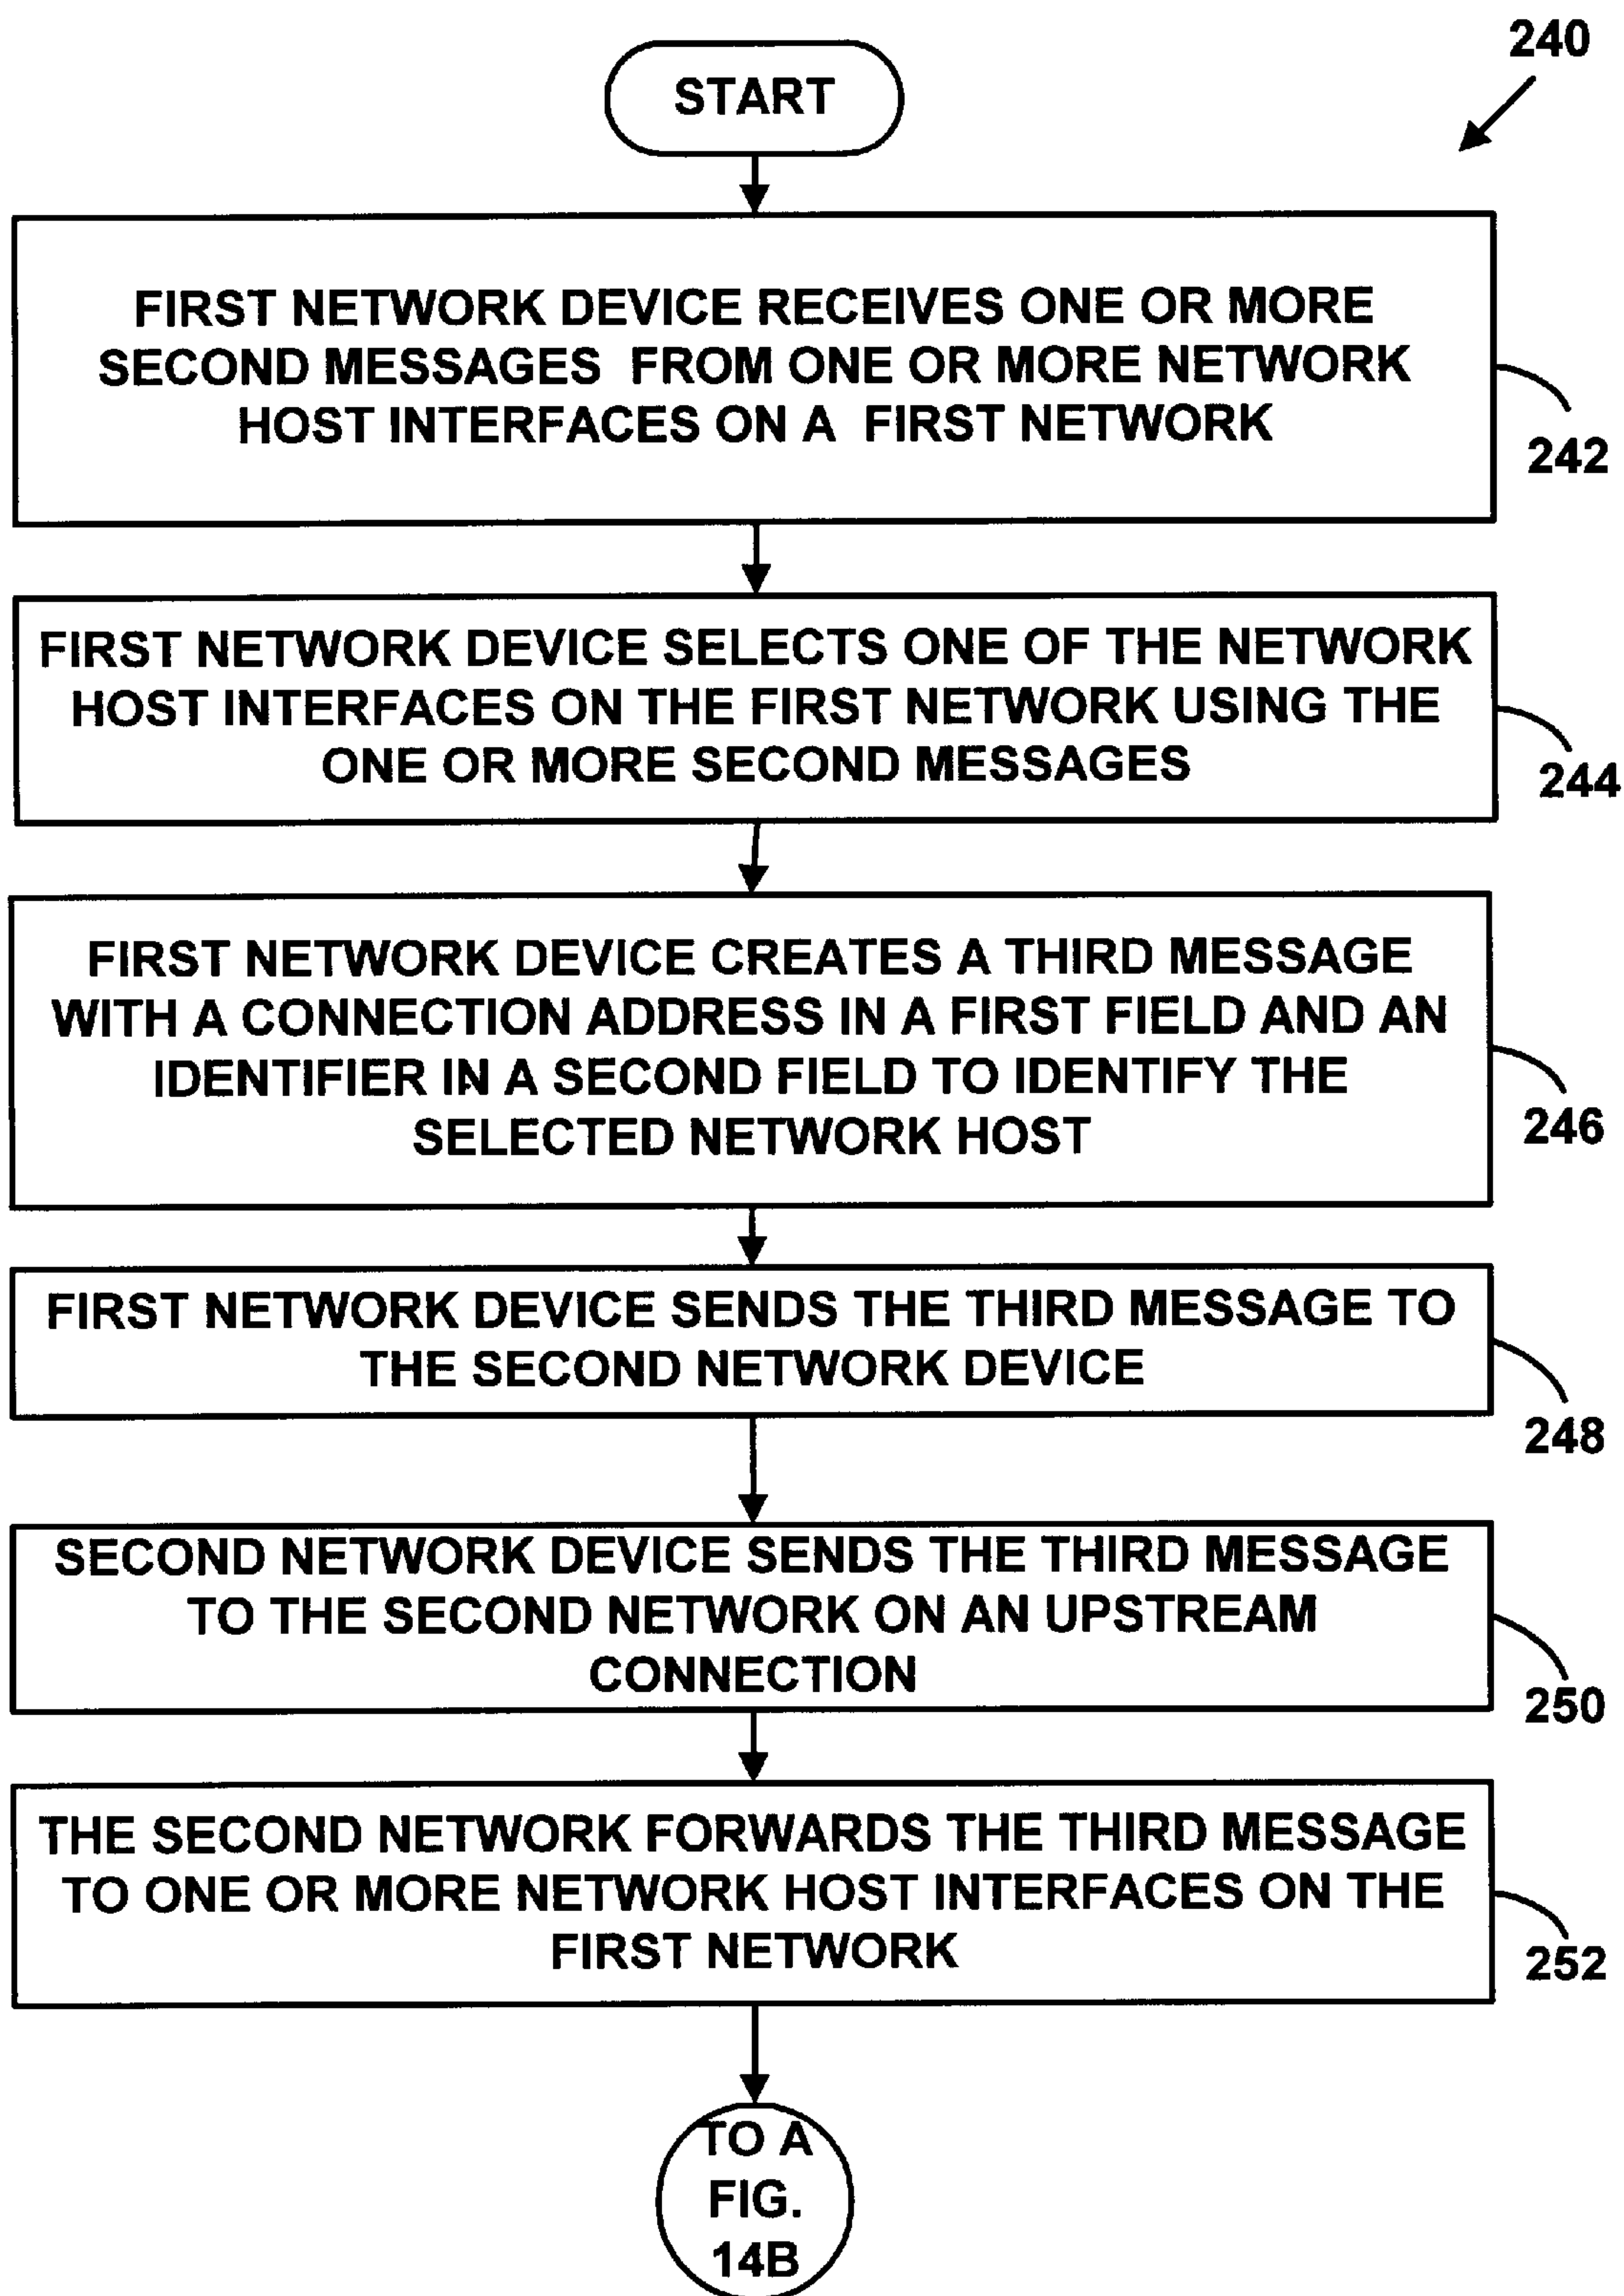 240
START
FIRST NETWORK DEVICE RECEIVES ONE OR MORE
SECOND MESSAGES FROM ONE OR MORE NETWORK
HOST INTERFACES ON A FIRST NETWORK
242
FIRST NETWORK DEVICE SELECTS ONE OF THE NETWORK
HOST INTERFACES ON THE FIRST NETWORK USING THE
ONE OR MORE SECOND MESSAGES
244
FIRST NETWORK DEVICE CREATES A THIRD MESSAGE
WITH A CONNECTION ADDRESS IN A FIRST FIELD AND AN
IDENTIFIER IN A SECOND FIELD TO IDENTIFY THE
SELECTED NETWORK HOST
246
FIRST NETWORK DEVICE SENDS THE THIRD MESSAGE TO
THE SECOND NETWORK DEVICE
248
SECOND NETWORK DEVICE SENDS THE THIRD MESSAGE
TO THE SECOND NETWORK ON AN UPSTREAM
CONNECTION
250
THE SECOND NETWORK FORWARDS THE THIRD MESSAGE
TO ONE OR MORE NETWORK HOST INTERFACES ON THE
FIRST NETWORK
252
TO A
FIG.
14B